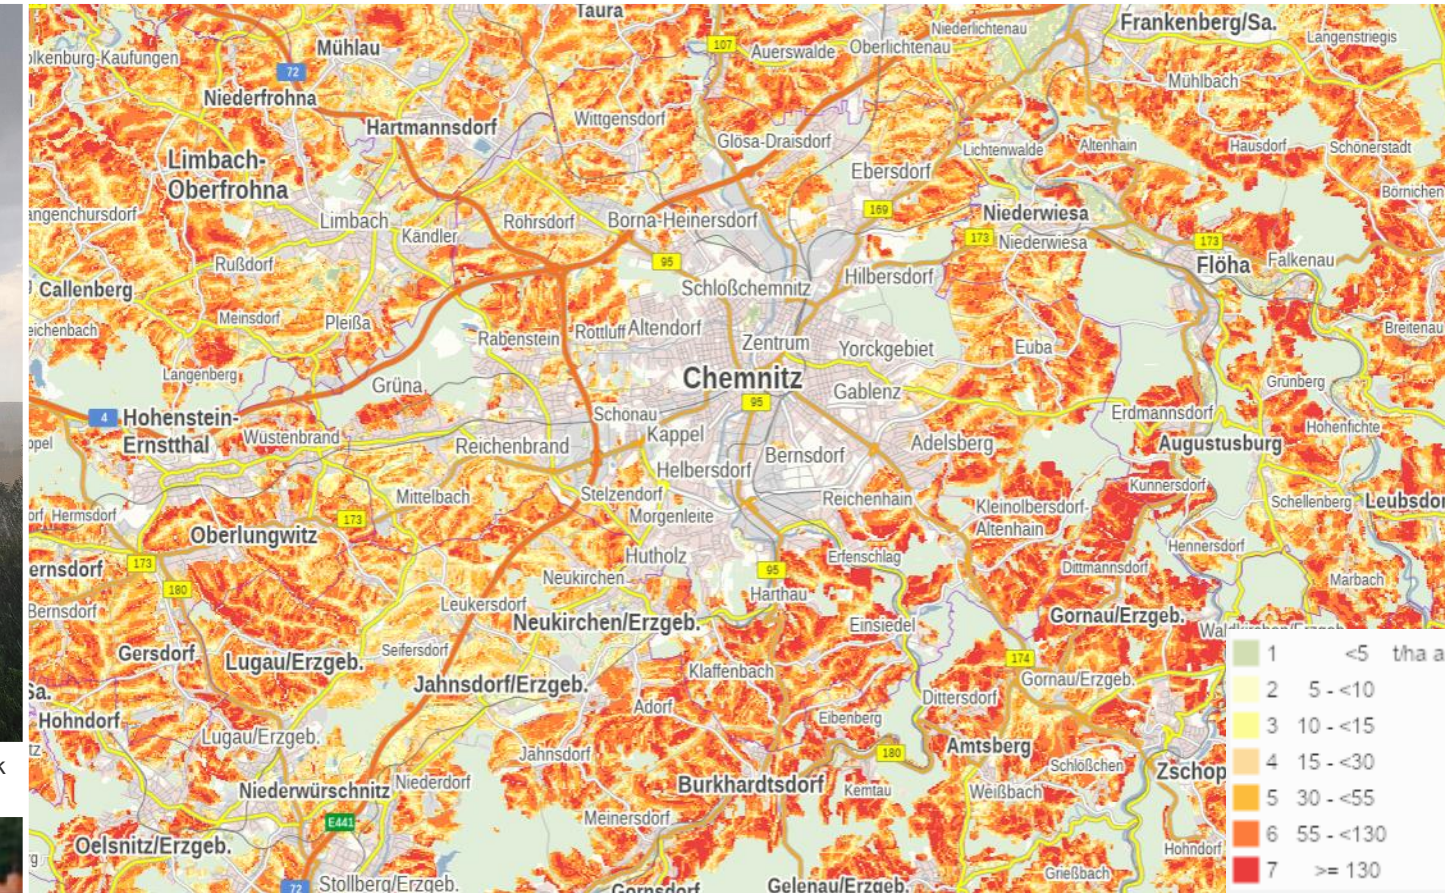 Taura
Frankenberg/Sa.
Niederlichtenau
Langenstriegis
Mühlau
107
Auerswalde
Oberlichtenau
olkenburg-Kaufungen
72
Mühlbach
Niederfrohna
Wittgensdorf
Hartmannsdorf
Glösa-Draisdorf
Limbach-
Oberfrohna
Lichtenwalde
Altenhain
Hausdorf
Schönerstadt
Ebersdorf
Börnichen
angenchursdorf
Limbach
Kändler
Röhrsdorf
Borna-Heinersdorf
169
Niederwiesa
173
Niederwiesa
173
Rußdorf
95
Flöha
Falkenau
Callenberg
Schloßchemnitz
Hilbersdorf
Meinsdorf
Pleißa
eichenbach
Rabenstein
Rottluff
Altendorf
Zentrum
Yorckgebiet
Euba
Breitenau
Langenberg
Grüna
Chemnitz
Gablenz
Grünberg
4
Hohenstein-
Ernstthal
95
Schönau
Erdmannsdorf
Hohenfichte
ppel
Wüstenbrand
Reichenbrand
Kappel
Bernsdorf
Adelsberg
Augustusburg
Helbersdorf
Mittelbach
Stelzendorf
Reichenhain
Kunnersdorf
Kleinolbersdorf-
Altenhain
Schellenberg
Leubsdor
orf
Hermsdorf
173
Morgenleite
Oberlungwitz
Hennersdorf
Hutholz
Erfenschlag
ernsdorf
173
95
Dittmannsdorf
Marbach
180
Neukirchen
Harthau
Bernsdorf
Leukersdorf
Neukirchen/Erzgeb.
Einsiedel
Gornau/Erzgeb.
Waldkirchen/Erzgeb.
Gersdorf
Lugau/Erzgeb.
Seifersdorf
Klaffenbach
174
Gornau/Erzgeb.
Jahnsdorf/Erzgeb.
Sa.
Hohndorf
Adorf
Dittersdorf
Lugau/Erzgeb.
Eibenberg
tz
Jahnsdorf
180
Amtsberg
Schlößchen
Zschop
k
Niederwürschnitz
Niederdorf
Burkhardtsdorf
Kemtau
Weißbach
E441
Meinersdorf
Oelsnitz/Erzgeb.
Hohndorf
g
72
Stollberg/Erzgeb.
Gornsdorf
Gelenau/Erzgeb.
Grießbach
1 <5 t/ha a
2 5 - <10
3 10 - <15
4 15 - <30
5 30 - <55
6 55 - <130
7 >= 130